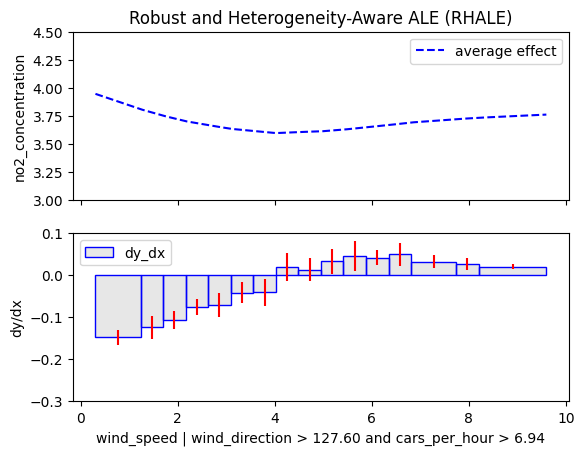 Robust and Heterogeneity-Aware ALE (RHALE)
4.50
4.25
4.00
3.75
3.50
3.25
3.00
no2_concentration
average effect
0.1
0.0
−0.1
−0.2
−0.3
dy/dx
dy_dx
0 2 4 6 8 10
wind_speed | wind_direction > 127.60 and cars_per_hour > 6.94